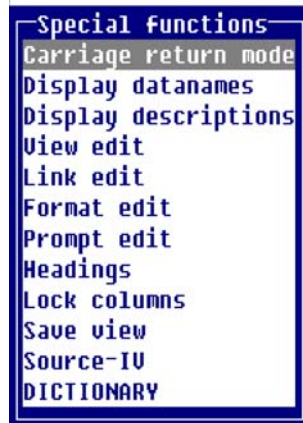 Special functions
Carriage return mode
Display datanames
Display descriptions
View edit
Link edit
Format edit
Prompt edit
Headings
Lock columns
Save view
Source-IV
DICTIONARY